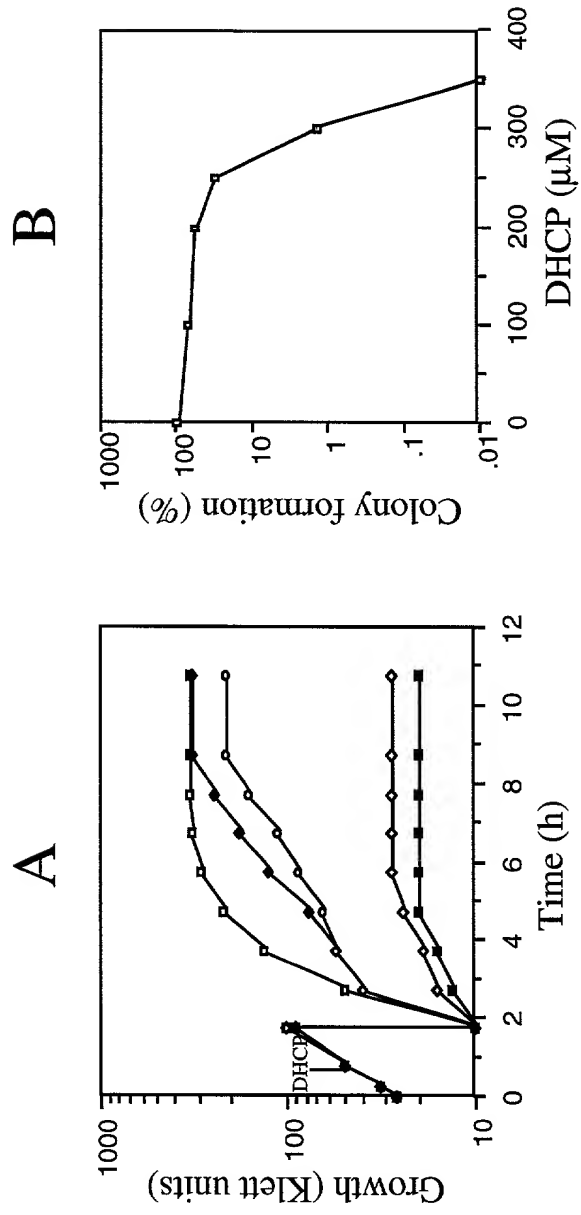 A
Growth (Klett units)
1000
100
10
DHCP
0 2 4 6 8 10 12
Time (h)
B
Colony formation (%)
1000
100
10
1
.1
.01
0 100 200 300 400
DHCP (µM)